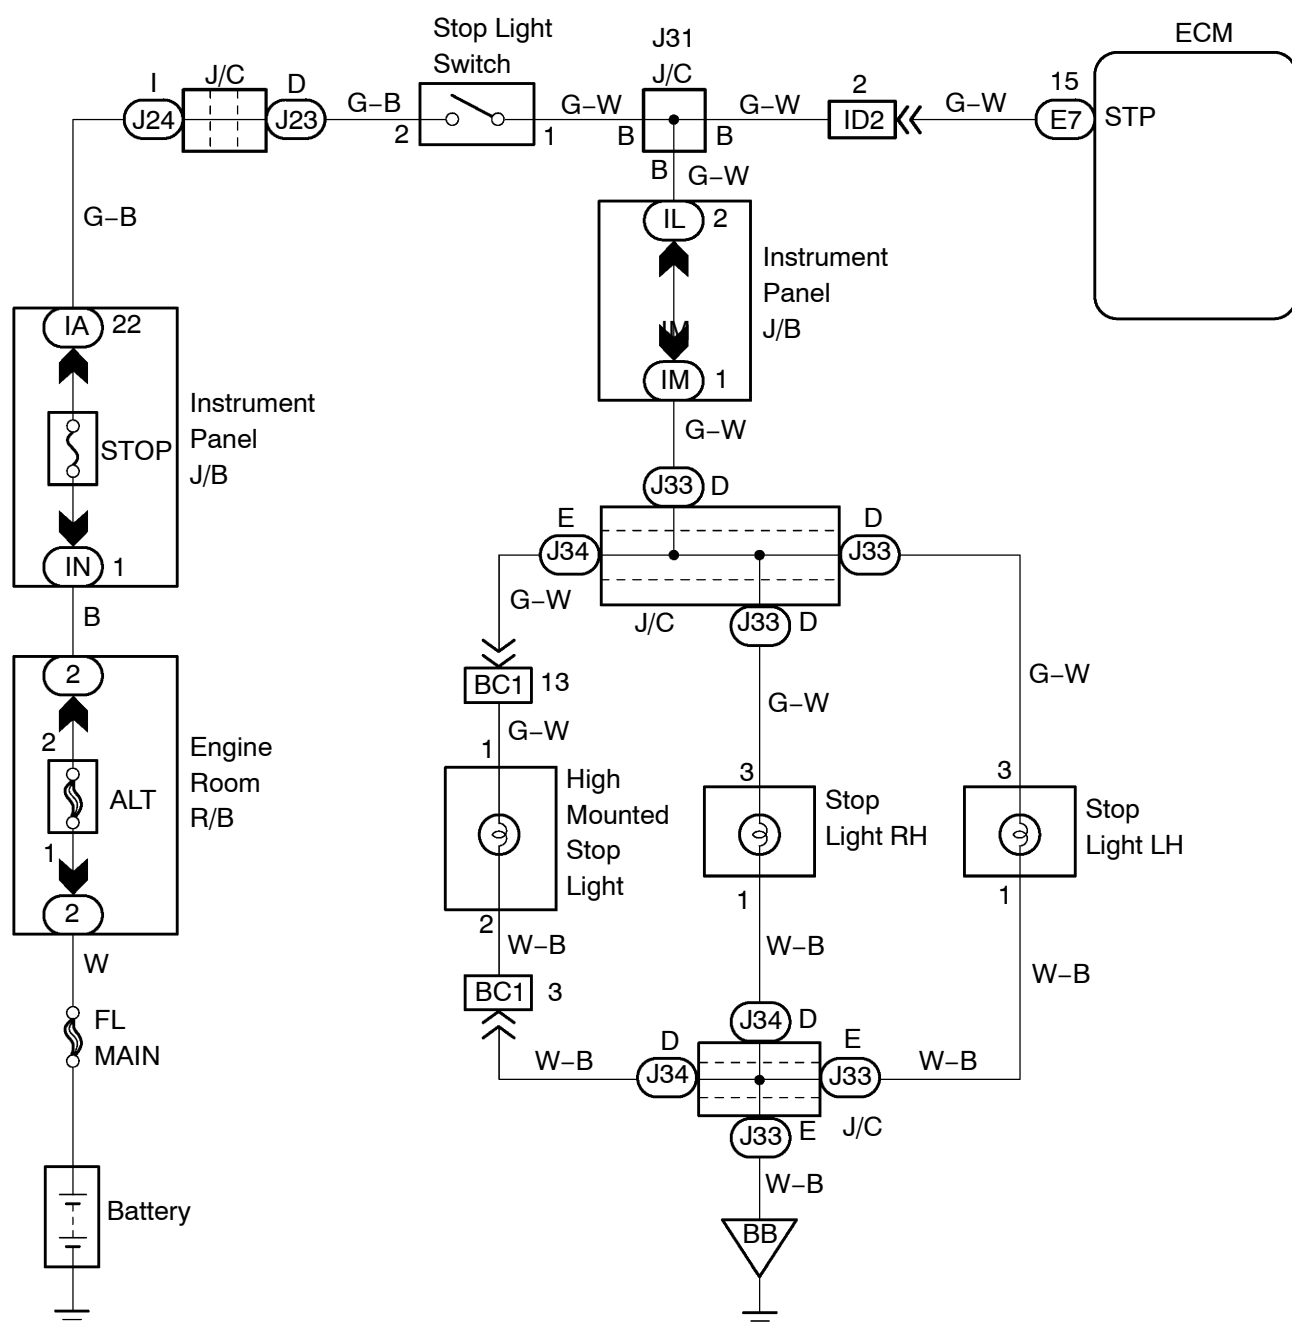 Stop Light
Switch
J31
J/C
ECM
I
J/C
D
J24
J23
G–B
2
1
G–W
B
B
B
G–W
2
ID2
G–W
15
E7
STP
G–W
G–B
IL
2
Instrument
Panel
J/B
IM
1
IA
22
STOP
Instrument
Panel
J/B
IN
1
B
G–W
J33
D
E
J34
D
J33
J/C
J33
D
G–W
BC1
13
G–W
1
High
Mounted
Stop
Light
2
W–B
BC1
3
W–B
G–W
3
Stop
Light RH
1
W–B
G–W
3
Stop
Light LH
1
W–B
2
2
ALT
1
2
Engine
Room
R/B
W
FL
MAIN
Battery
J34
D
D
J34
E
J33
W–B
J33
E
J/C
W–B
BB